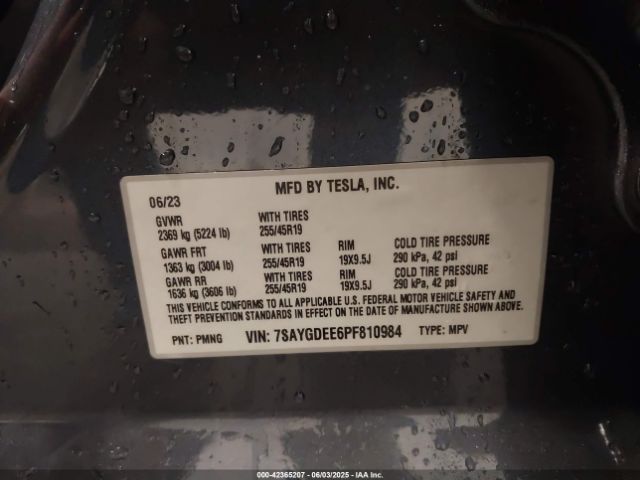 MFD BY TESLA, INC.
06/23
GVWR WITH TIRES
2369 kg (5224 lb) 255/45R19
GAWR FRT WITH TIRES RIM COLD TIRE PRESSURE
1363 kg (3004 lb) 255/45R19 19X9.5J 290 kPa, 42 psi
GAWR RR WITH TIRES RIM COLD TIRE PRESSURE
1636 kg (3606 lb) 255/45R19 19X9.5J 290 kPa, 42 psi
THIS VEHICLE CONFORMS TO ALL APPLICABLE U.S. FEDERAL MOTOR VEHICLE SAFETY AND
THEFT PREVENTION STANDARDS IN EFFECT ON THE DATE OF MANUFACTURE SHOWN ABOVE.
PNT: PMNG VIN: 7SAYGDEE6PF810984 TYPE: MPV
000-42365207 - 06/03/2025 - IAA Inc.